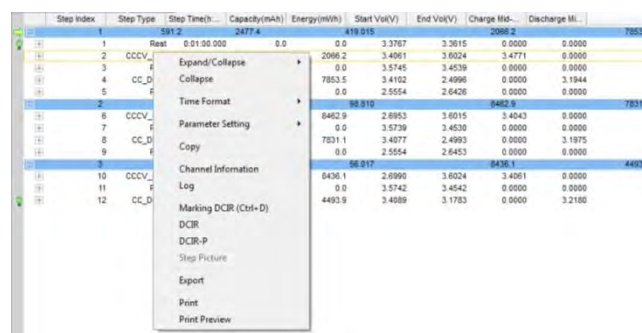 Step Index Step Type Step Time(h:... Capacity(mAh) Energy(mWh) Start Vol(V) End Vol(V) Charge Mid-... Discharge Mi...
1 591.2 2477.4 419.015 2066.2 7853
1 Rest 0:01:00.000 0.0 0.0 3.3767 3.3615 0.0000 0.0000
2 CCCV_ 2066.2 3.4061 3.6024 3.4771 0.0000
3 0.0 3.5745 3.4539 0.0000 0.0000
4 CC_D 7853.5 3.4102 2.4996 0.0000 3.1944
5 0.0 2.5554 2.6426 0.0000 0.0000
2 98.810 8462.9 7831
6 CCCV_ 8462.9 2.6953 3.6015 3.4043 0.0000
7 0.0 3.5739 3.4530 0.0000 0.0000
8 CC_D 7831.1 3.4077 2.4993 0.0000 3.1975
9 0.0 2.5554 2.6453 0.0000 0.0000
3 56.017 8436.1 4493
10 CCCV_ 8436.1 2.6990 3.6024 3.4061 0.0000
11 0.0 3.5742 3.4542 0.0000 0.0000
12 CC_D 4493.9 3.4089 3.1783 0.0000 3.2180
Expand/Collapse
Collapse
Time Format
Parameter Setting
Copy
Channel Information
Log
Marking DCIR (Ctrl+D)
DCIR
DCIR-P
Step Picture
Export
Print
Print Preview